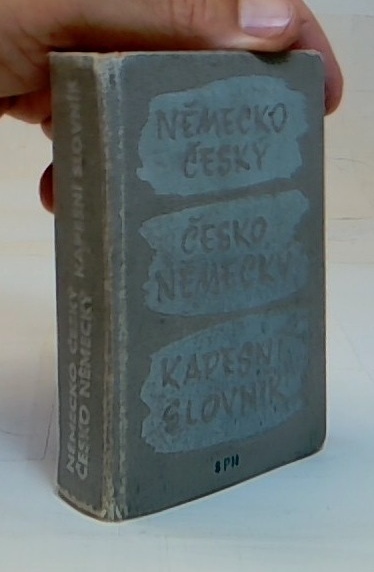 NĚMECKO
ČESKÝ
ČESKO
NĚMECKÝ
KAPESNÍ
SLOVNÍK
SPN
NĚMECKO ČESKÝ KAPESNÍ SLOVNÍK
ČESKO NĚMECKÝ